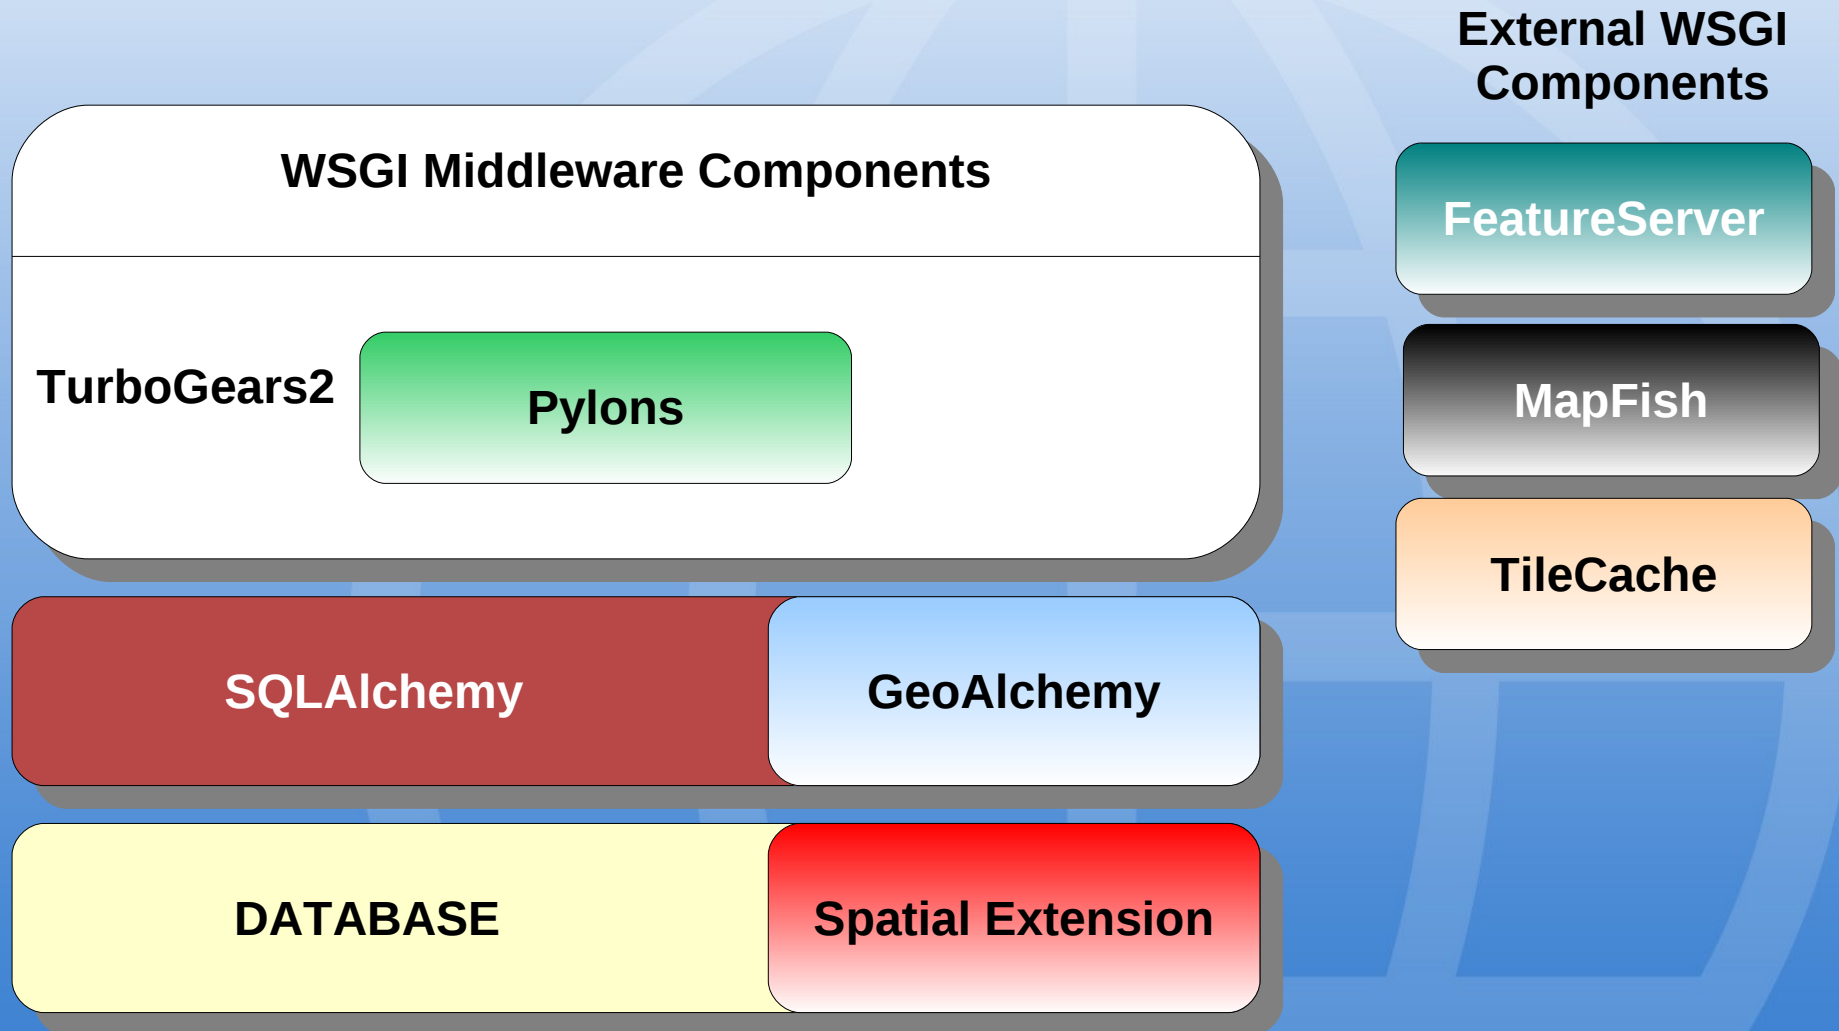 External WSGI
Components
WSGI Middleware Components
FeatureServer
TurboGears2
Pylons
MapFish
TileCache
SQLAlchemy
GeoAlchemy
DATABASE
Spatial Extension